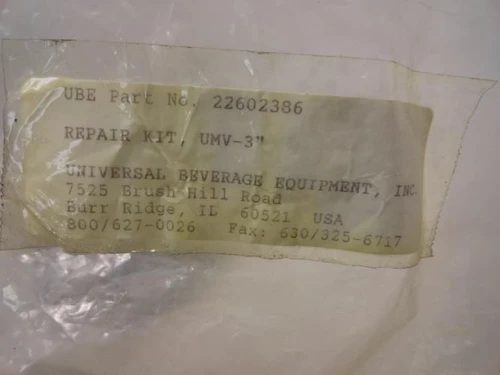 UBE Part No. 22602386
REPAIR KIT, UMV-3"
UNIVERSAL BEVERAGE EQUIPMENT, INC.
7525 Brush Hill Road
Burr Ridge, IL 60521 USA
800/627-0026 Fax: 630/325-6717